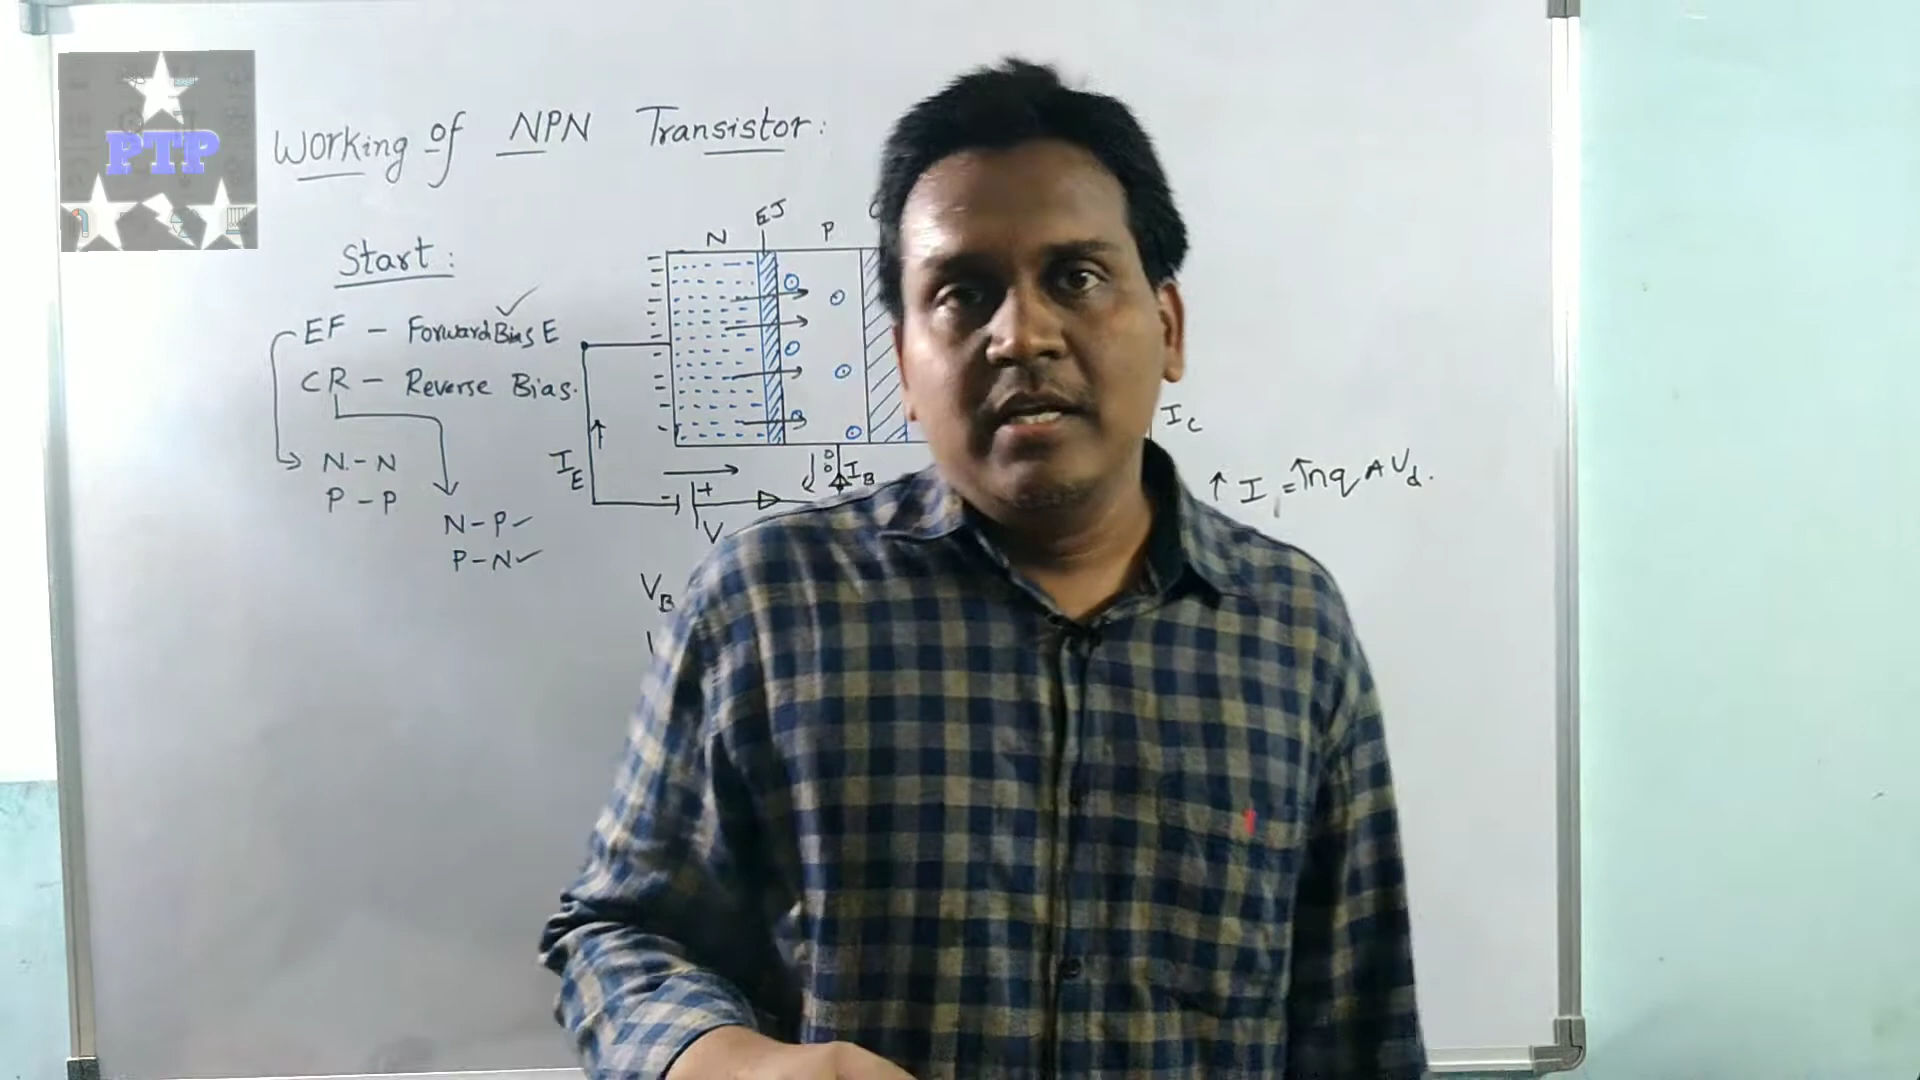 PTP
Working of NPN Transistor:
Start:
EF - Forward Bias E
CR - Reverse Bias.
N - N
P - P
N - P
P - N
EJ
N P
I_E
- +
V
I_B
V_B
I_C
↑ I = ↑nqAV_d.